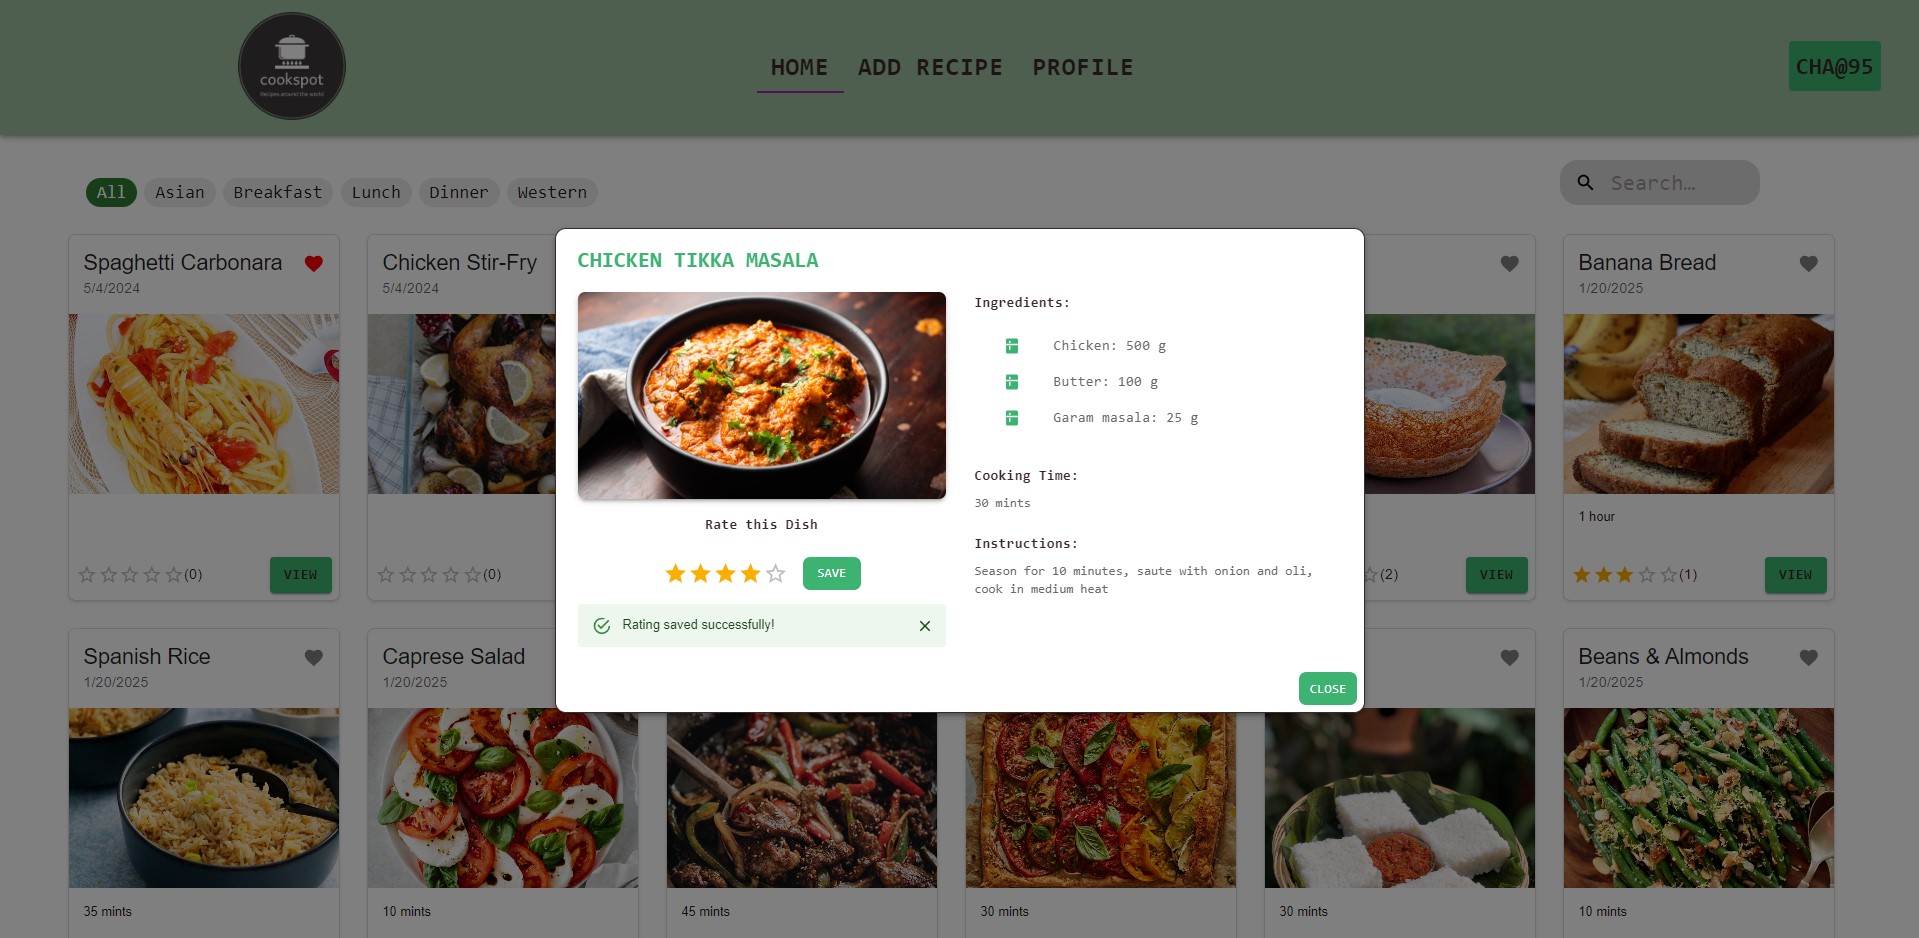 cookspot
Recipes around the world
HOME
ADD RECIPE
PROFILE
CHA@95
All
Asian
Breakfast
Lunch
Dinner
Western
Search…
Spaghetti Carbonara
5/4/2024
(0)
VIEW
Chicken Stir-Fry
5/4/2024
(0)
CHICKEN TIKKA MASALA
Rate this Dish
SAVE
Rating saved successfully!
Ingredients:
Chicken: 500 g
Butter: 100 g
Garam masala: 25 g
Cooking Time:
30 mints
Instructions:
Season for 10 minutes, saute with onion and oli,
cook in medium heat
CLOSE
(2)
VIEW
Banana Bread
1/20/2025
1 hour
(1)
VIEW
Spanish Rice
1/20/2025
35 mints
Caprese Salad
1/20/2025
10 mints
45 mints
30 mints
30 mints
Beans & Almonds
1/20/2025
10 mints